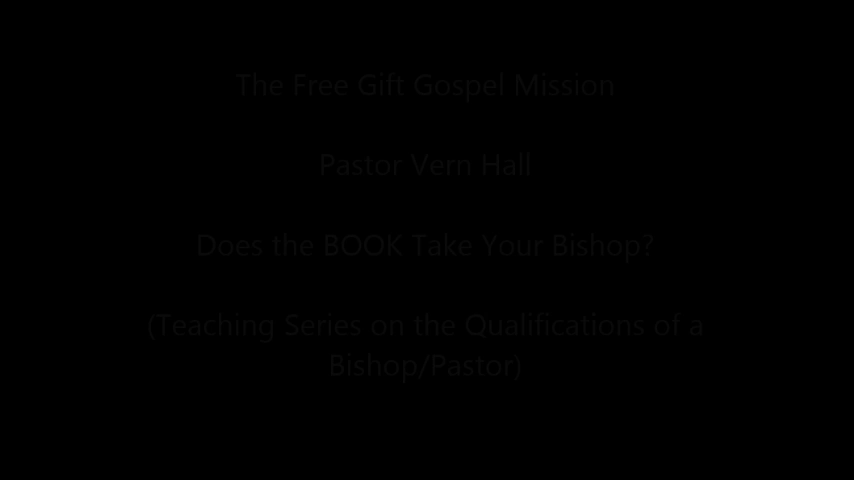 The Free Gift Gospel Mission
Pastor Vern Hall
Does the BOOK Take Your Bishop?
(Teaching Series on the Qualifications of a
Bishop/Pastor)